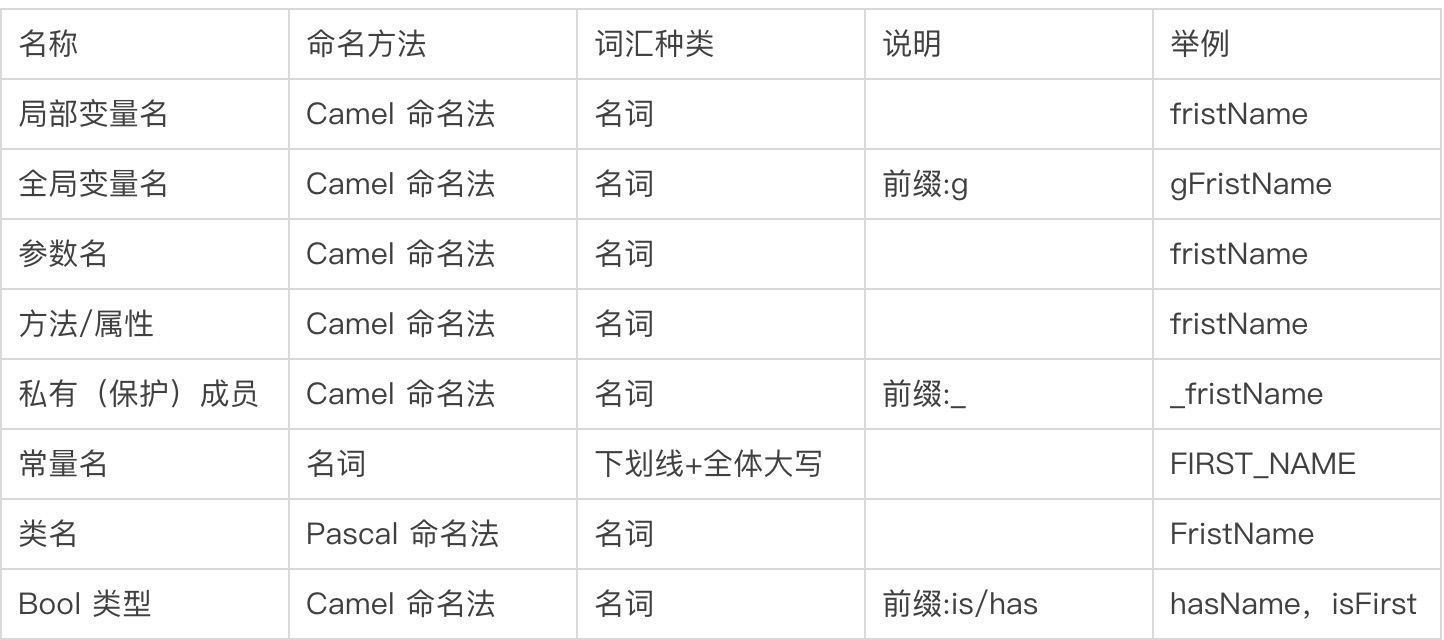 名称 命名方法 词汇种类 说明 举例
局部变量名 Camel 命名法 名词 fristName
全局变量名 Camel 命名法 名词 前缀:g gFristName
参数名 Camel 命名法 名词 fristName
方法/属性 Camel 命名法 名词 fristName
私有（保护）成员 Camel 命名法 名词 前缀:_ _fristName
常量名 名词 下划线+全体大写 FIRST_NAME
类名 Pascal 命名法 名词 FristName
Bool 类型 Camel 命名法 名词 前缀:is/has hasName，isFirst